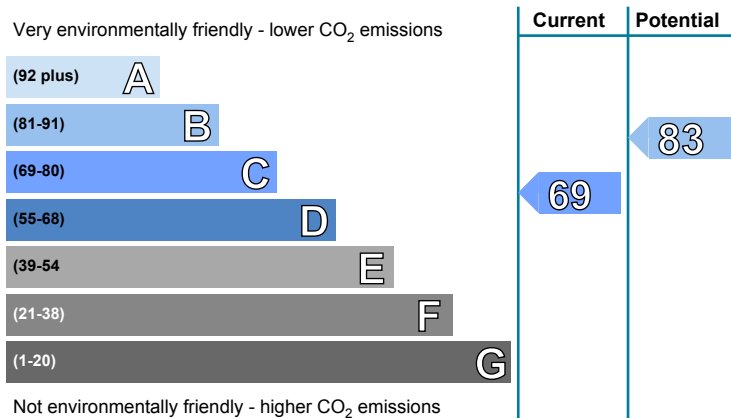 Very environmentally friendly - lower CO₂ emissions
Current
Potential
(92 plus) A
(81-91) B
(69-80) C
(55-68) D
(39-54 E
(21-38) F
(1-20) G
83
69
Not environmentally friendly - higher CO₂ emissions